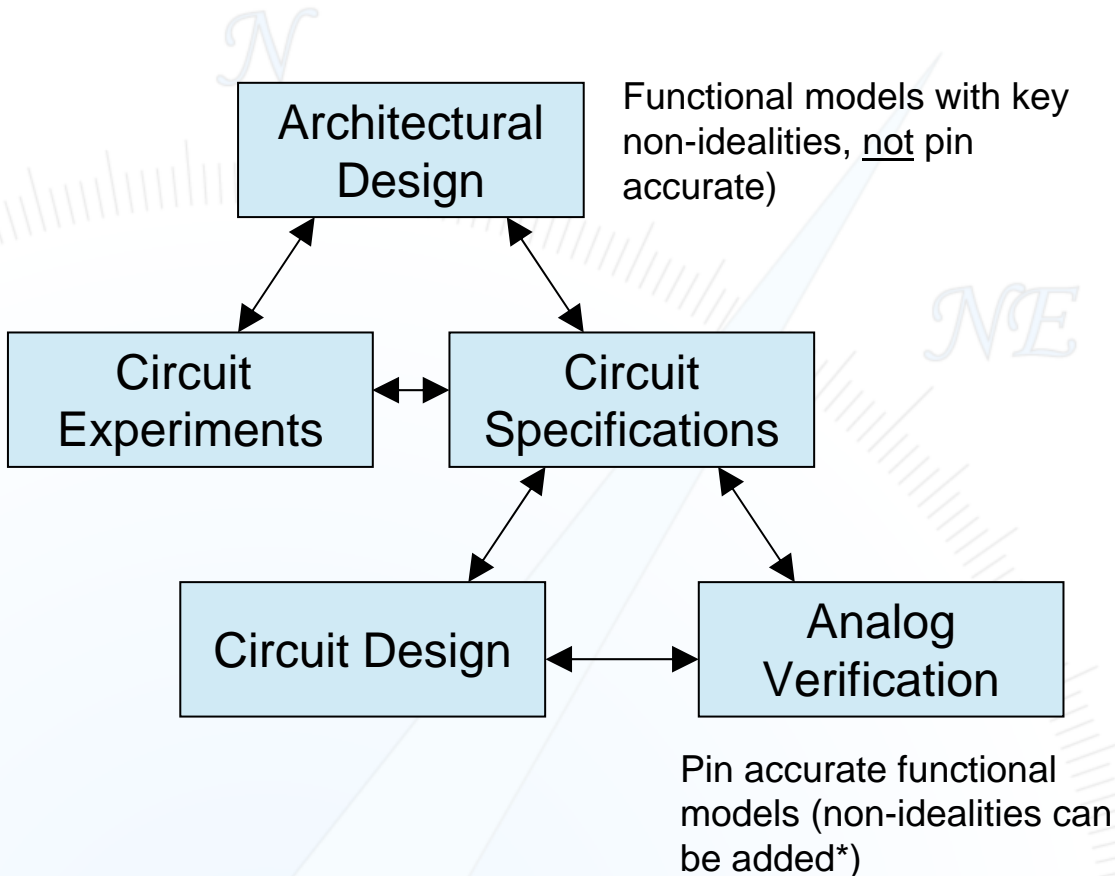 N
Architectural
Design
Functional models with key
non-idealities, not pin
accurate)
NE
Circuit
Experiments
Circuit
Specifications
Circuit Design
Analog
Verification
Pin accurate functional
models (non-idealities can
be added*)